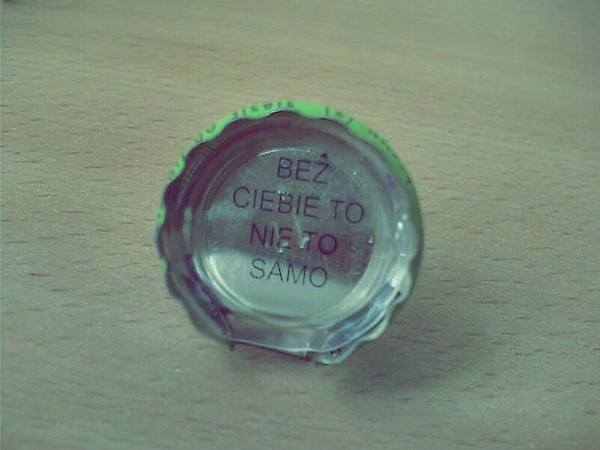 BEZ
CIEBIE TO
NIE TO
SAMO